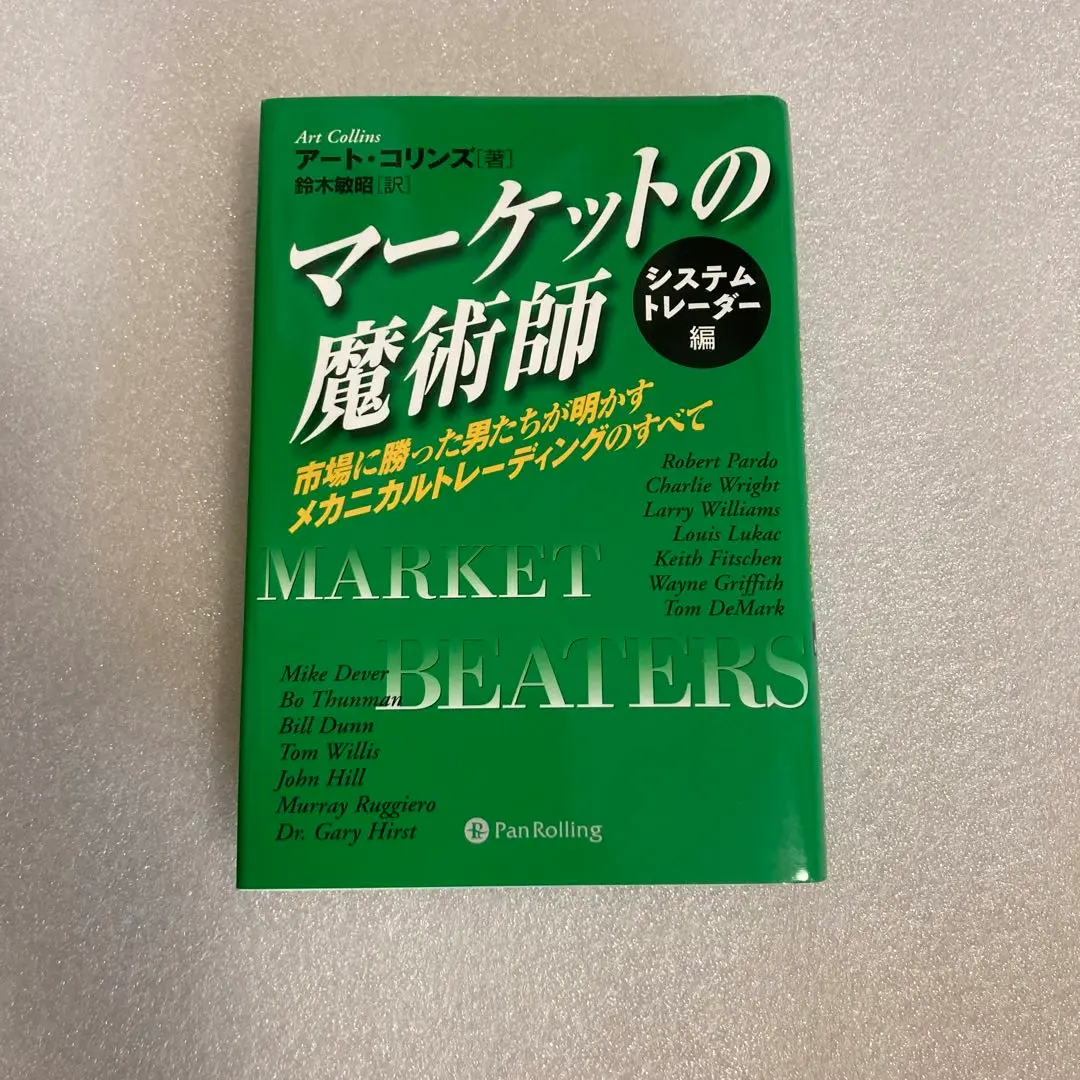 Art Collins
アート・コリンズ[著]
鈴木敏昭[訳]
マーケットの
魔術師
システム
トレーダー
編
市場に勝った男たちが明かす
メカニカルトレーディングのすべて
Robert Pardo
Charlie Wright
Larry Williams
Louis Lukac
Keith Fitschen
Wayne Griffith
Tom DeMark
MARKET
BEATERS
Mike Dever
Bo Thunman
Bill Dunn
Tom Willis
John Hill
Murray Ruggiero
Dr. Gary Hirst
PanRolling